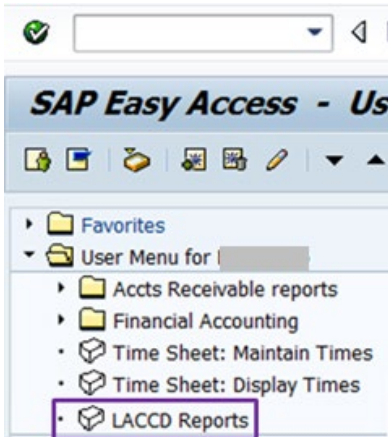 SAP Easy Access - Us
Favorites
User Menu for
Accts Receivable reports
Financial Accounting
Time Sheet: Maintain Times
Time Sheet: Display Times
LACCD Reports